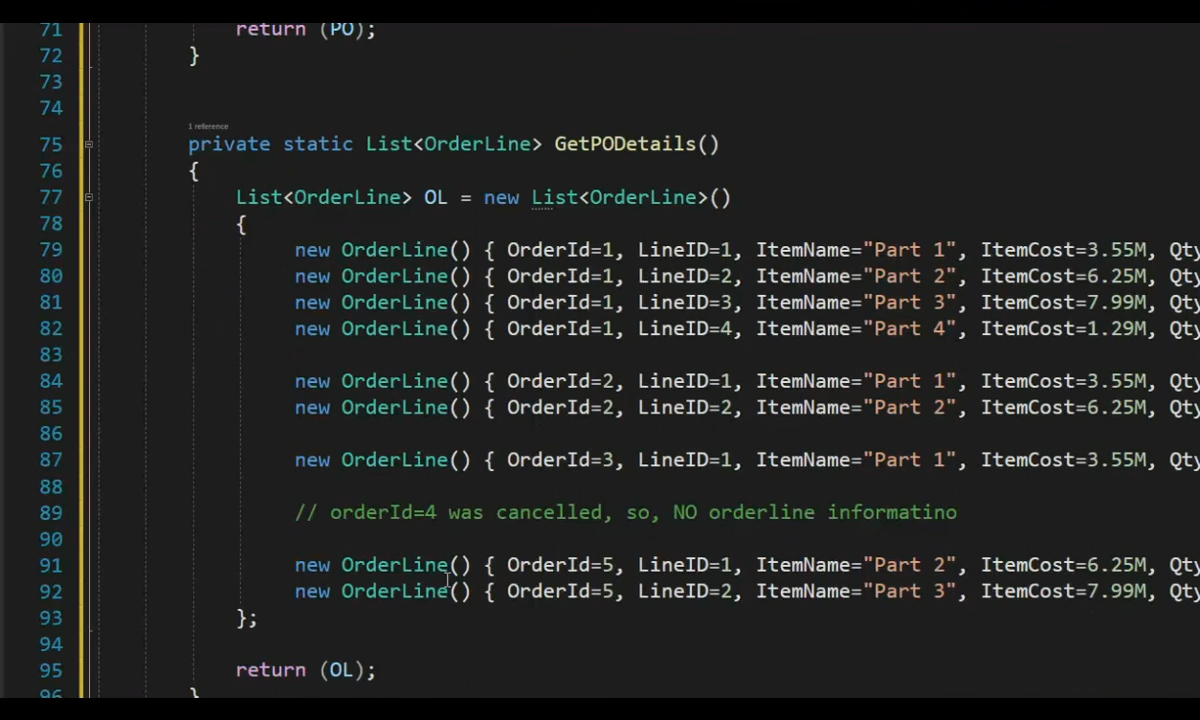 71 return (PO);
72 }
73
74
1 reference
75 private static List<OrderLine> GetPODetails()
76 {
77 List<OrderLine> OL = new List<OrderLine>()
78 {
79 new OrderLine() { OrderId=1, LineID=1, ItemName="Part 1", ItemCost=3.55M, Qty
80 new OrderLine() { OrderId=1, LineID=2, ItemName="Part 2", ItemCost=6.25M, Qty
81 new OrderLine() { OrderId=1, LineID=3, ItemName="Part 3", ItemCost=7.99M, Qty
82 new OrderLine() { OrderId=1, LineID=4, ItemName="Part 4", ItemCost=1.29M, Qty
83
84 new OrderLine() { OrderId=2, LineID=1, ItemName="Part 1", ItemCost=3.55M, Qty
85 new OrderLine() { OrderId=2, LineID=2, ItemName="Part 2", ItemCost=6.25M, Qty
86
87 new OrderLine() { OrderId=3, LineID=1, ItemName="Part 1", ItemCost=3.55M, Qty
88
89 // orderId=4 was cancelled, so, NO orderline informatino
90
91 new OrderLine() { OrderId=5, LineID=1, ItemName="Part 2", ItemCost=6.25M, Qty
92 new OrderLine() { OrderId=5, LineID=2, ItemName="Part 3", ItemCost=7.99M, Qty
93 };
94
95 return (OL);
96 }